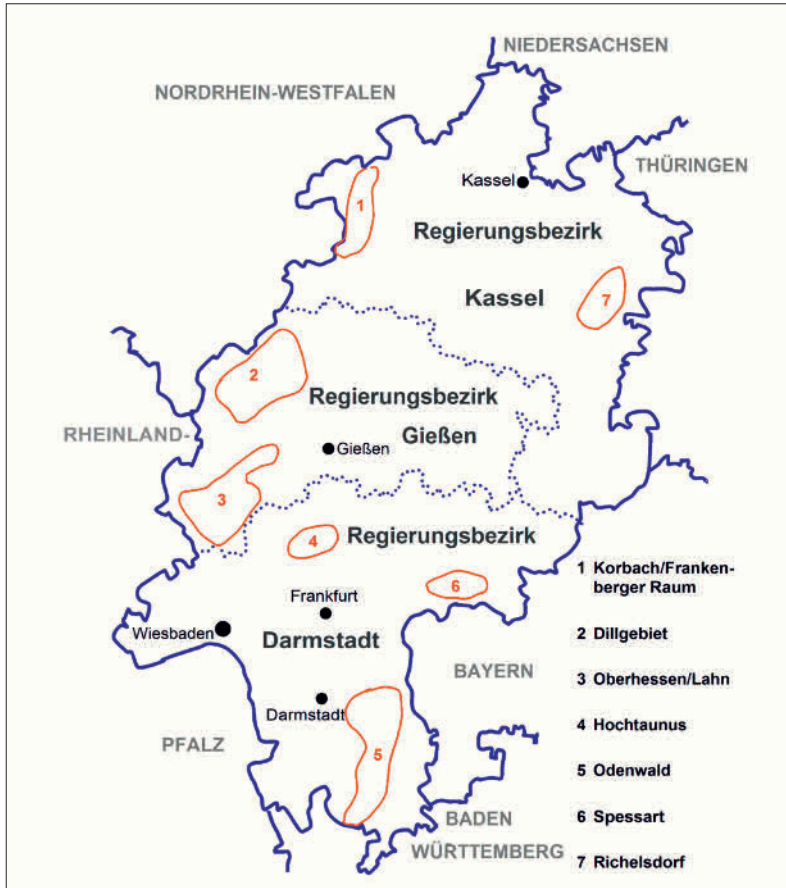 NIEDERSACHSEN
NORDRHEIN-WESTFALEN
THÜRINGEN
Kassel
1
Regierungsbezirk
Kassel
7
2
Regierungsbezirk
Gießen
RHEINLAND-
Gießen
3
Regierungsbezirk
4
6
Frankfurt
Wiesbaden
Darmstadt
BAYERN
Darmstadt
PFALZ
5
BADEN
WÜRTTEMBERG
1 Korbach/Franken-
berger Raum
2 Dillgebiet
3 Oberhessen/Lahn
4 Hochtaunus
5 Odenwald
6 Spessart
7 Richelsdorf